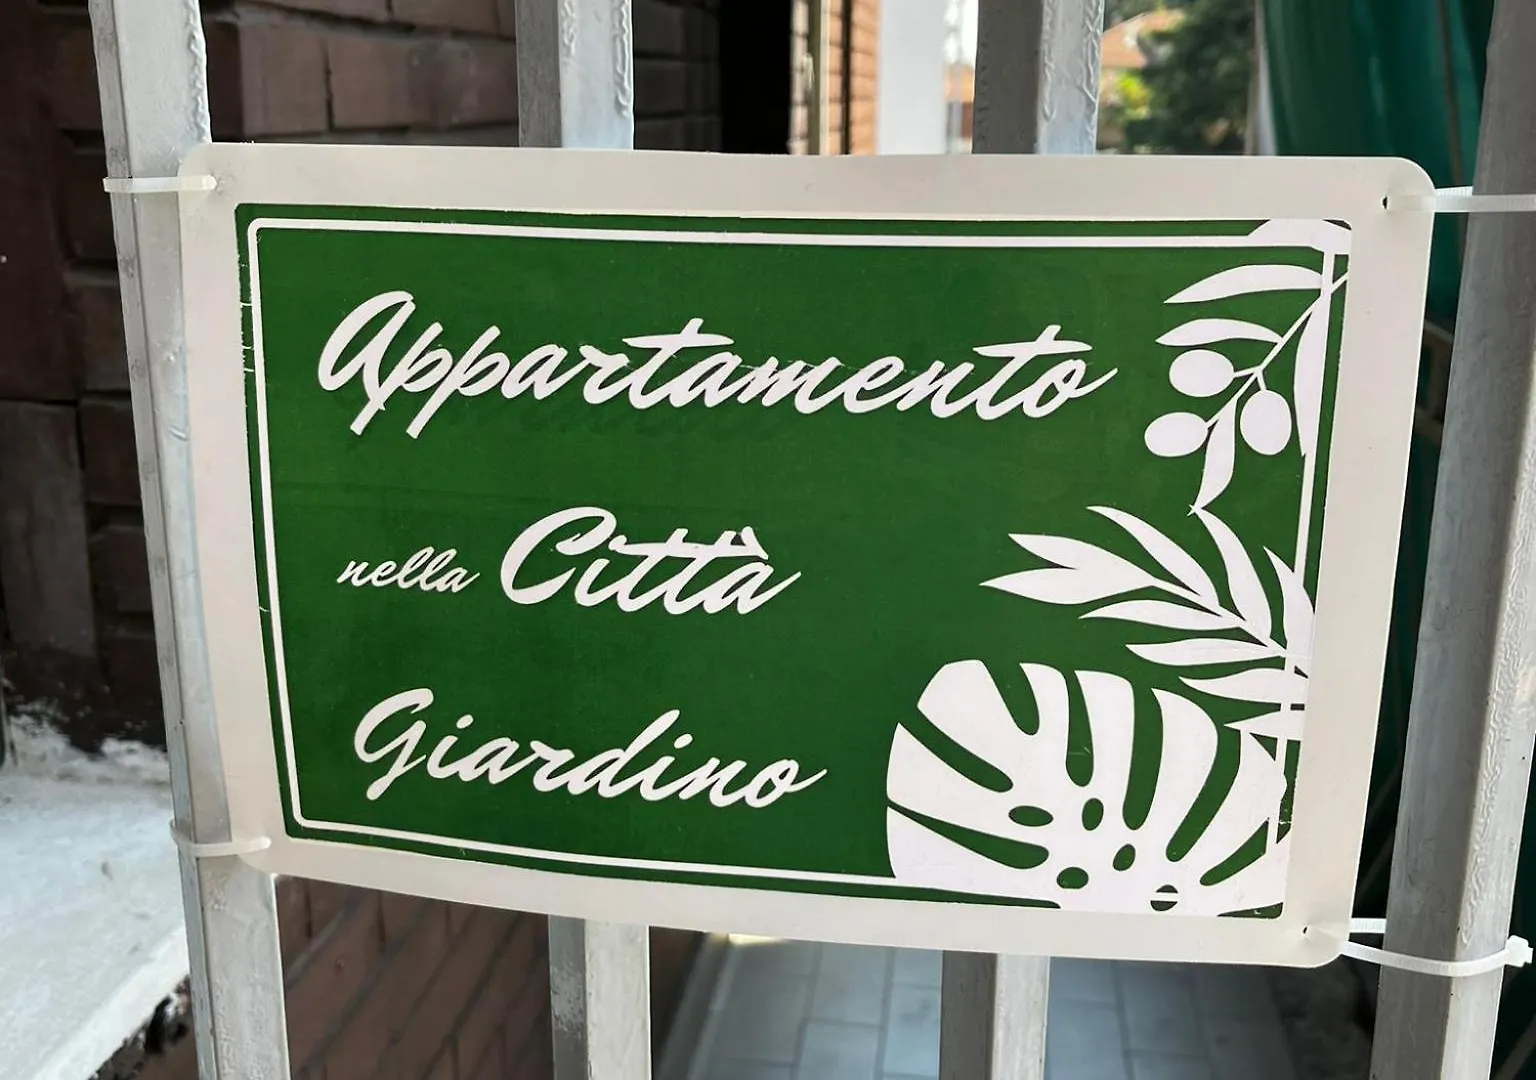 Appartamento
nella Città
Giardino